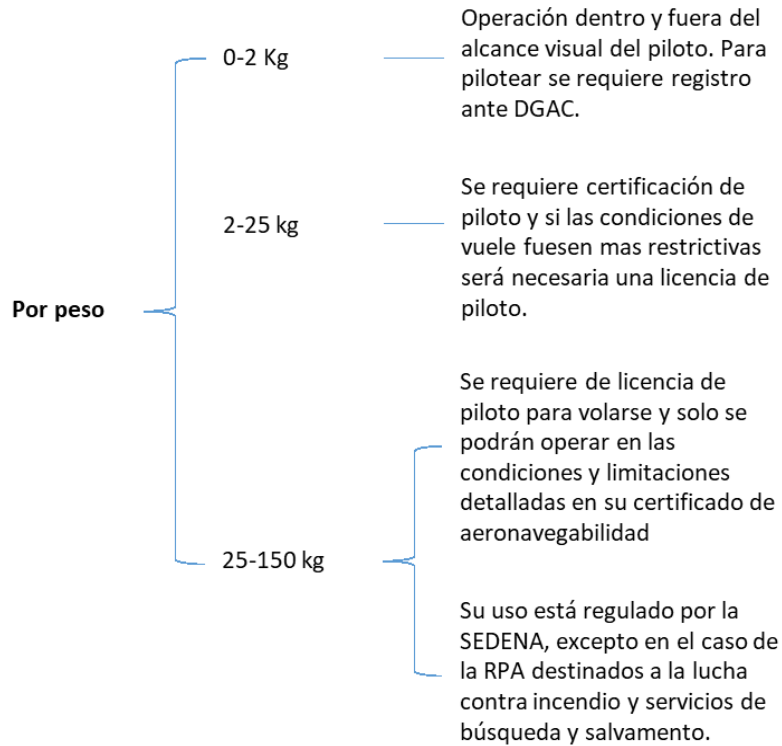 Por peso
0-2 Kg
Operación dentro y fuera del
alcance visual del piloto. Para
pilotear se requiere registro
ante DGAC.
2-25 kg
Se requiere certificación de
piloto y si las condiciones de
vuele fuesen mas restrictivas
será necesaria una licencia de
piloto.
25-150 kg
Se requiere de licencia de
piloto para volarse y solo se
podrán operar en las
condiciones y limitaciones
detalladas en su certificado de
aeronavegabilidad
Su uso está regulado por la
SEDENA, excepto en el caso de
la RPA destinados a la lucha
contra incendio y servicios de
búsqueda y salvamento.